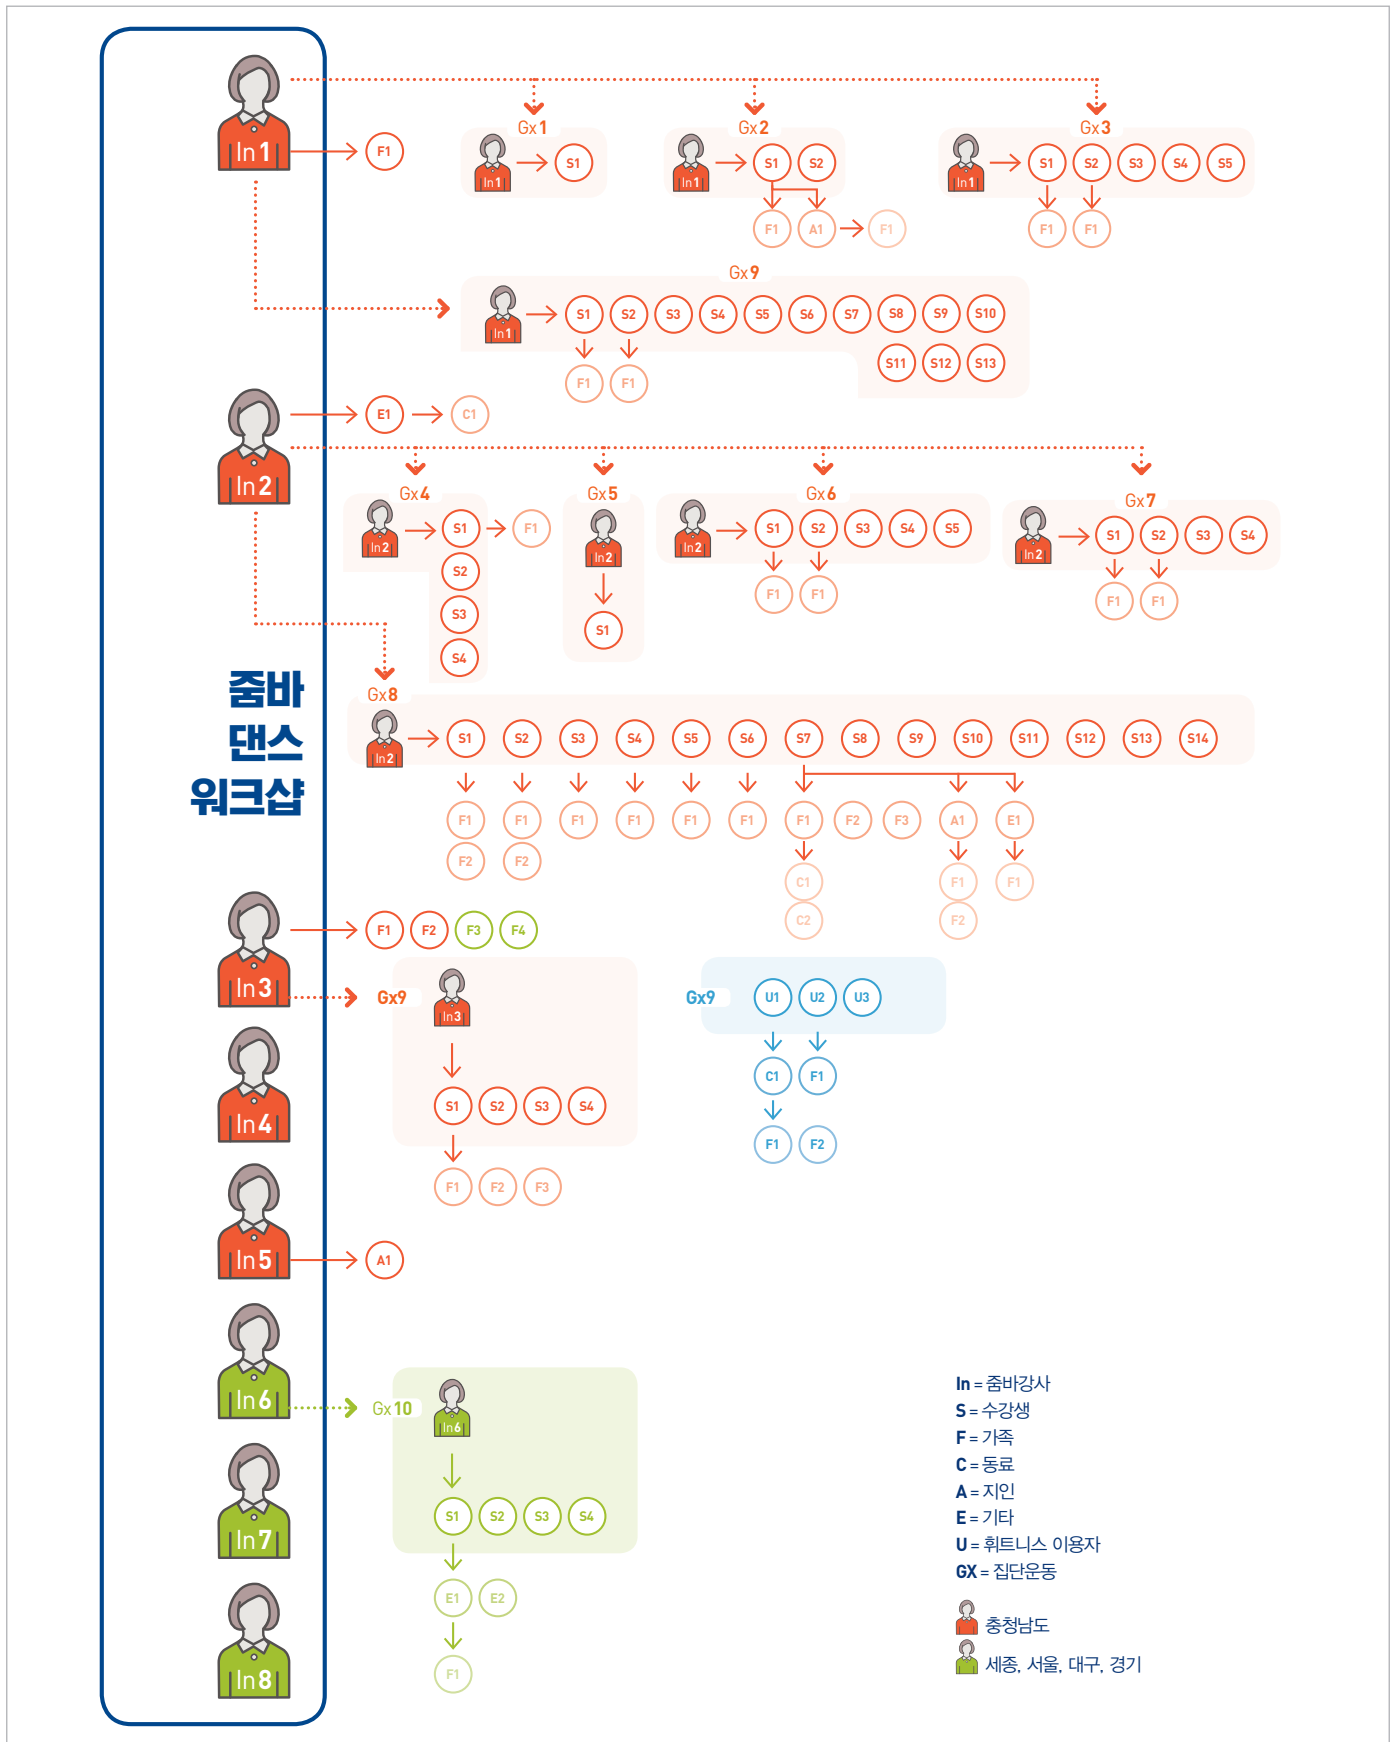 In1
F1
Gx1
In1
S1
Gx2
In1
S1 S2
F1 A1 F1
Gx3
In1
S1 S2 S3 S4 S5
F1 F1
Gx9
In1
S1 S2 S3 S4 S5 S6 S7 S8 S9 S10
S11 S12 S13
F1 F1
In2
E1 C1
Gx4
In2
S1 F1
S2
S3
S4
Gx5
In2
S1
Gx6
In2
S1 S2 S3 S4 S5
F1 F1
Gx7
In2
S1 S2 S3 S4
F1 F1
줌바
댄스
워크샵
Gx8
In2
S1 S2 S3 S4 S5 S6 S7 S8 S9 S10 S11 S12 S13 S14
F1 F1 F1 F1 F1 F1 F1 F2 F3 A1 E1
F2 F2
C1 F1 F1
C2 F2
In3
F1 F2 F3 F4
Gx9
In3
S1 S2 S3 S4
F1 F2 F3
Gx9
U1 U2 U3
C1 F1
F1 F2
In4
In5
A1
In6
Gx10
In6
S1 S2 S3 S4
E1 E2
F1
In7
In8
In = 줌바강사
S = 수강생
F = 가족
C = 동료
A = 지인
E = 기타
U = 휘트니스 이용자
GX = 집단운동
충청남도
세종, 서울, 대구, 경기